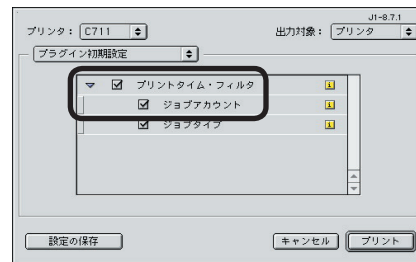 J1-8.7.1
プリンタ： C711 出力対象： プリンタ
プラグイン初期設定
プリントタイム・フィルタ
ジョブアカウント
ジョブタイプ
設定の保存 キャンセル プリント